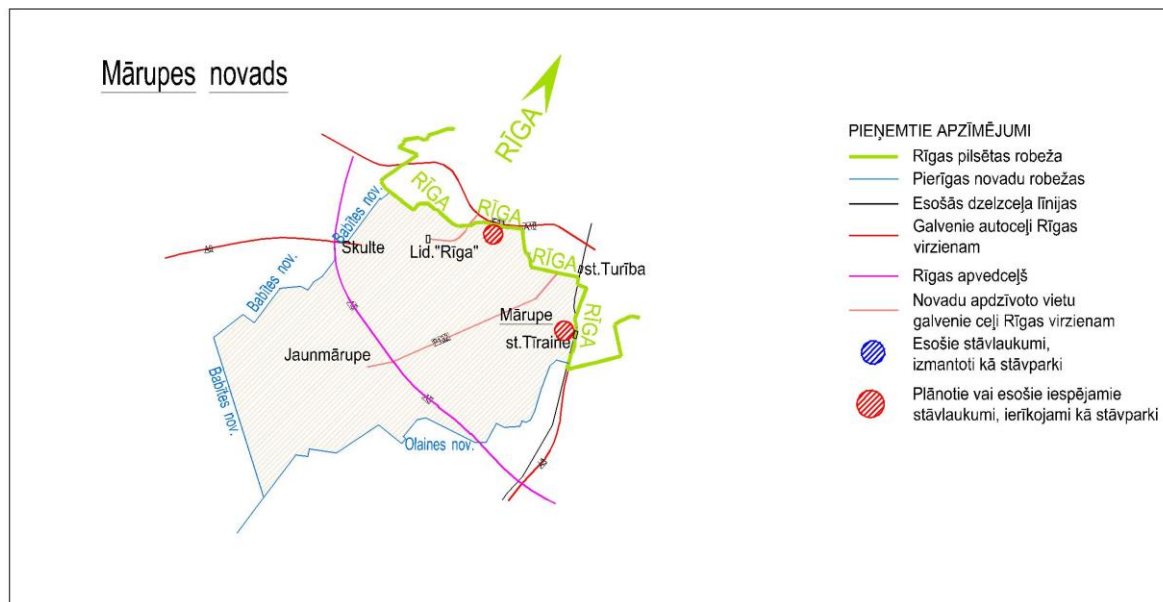 Mārupes novads
RĪGA
RĪGA
RĪGA
RĪGA
RĪGA
Babītes nov.
Skulte
Lid."Rīga"
st.Turība
Babītes nov.
Mārupe
st.Tīraine
Jaunmārupe
Babītes nov.
Olaines nov.
PIEŅEMTIE APZĪMĒJUMI
Rīgas pilsētas robeža
Pierīgas novadu robežas
Esošās dzelzceļa līnijas
Galvenie autoceļi Rīgas
virzienam
Rīgas apvedceļš
Novadu apdzīvoto vietu
galvenie ceļi Rīgas virzienam
Esošie stāvlaukumi,
izmantoti kā stāvparki
Plānotie vai esošie iespējamie
stāvlaukumi, ierīkojami kā stāvparki